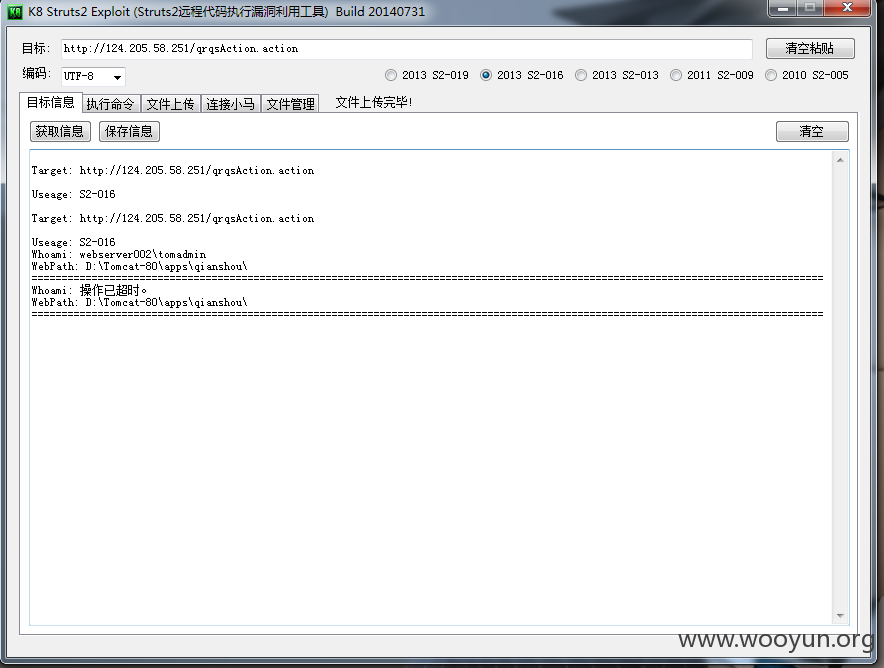 K8 Struts2 Exploit (Struts2远程代码执行漏洞利用工具) Build 20140731
目标: http://124.205.58.251/qrqsAction.action 清空粘贴
编码: UTF-8 2013 S2-019 2013 S2-016 2013 S2-013 2011 S2-009 2010 S2-005
目标信息 执行命令 文件上传 连接小马 文件管理 文件上传完毕!
获取信息 保存信息 清空
Target: http://124.205.58.251/qrqsAction.action
Useage: S2-016
Target: http://124.205.58.251/qrqsAction.action
Useage: S2-016
Whoami: webserver002\tomadmin
WebPath: D:\Tomcat-80\apps\qianshou\
Whoami: 操作已超时。
WebPath: D:\Tomcat-80\apps\qianshou\
www.wooyun.org